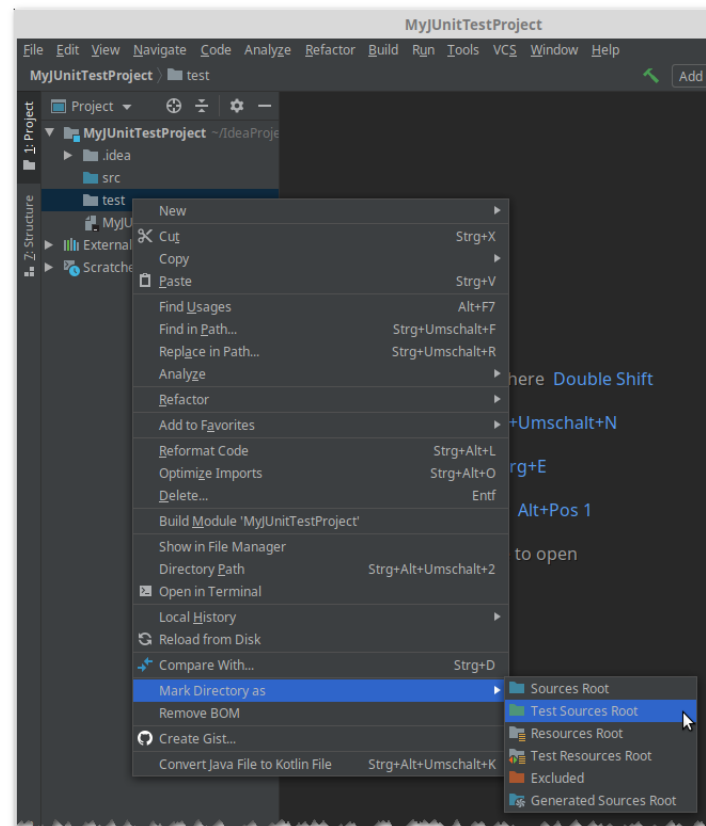 MyJUnitTestProject
File Edit View Navigate Code Analyze Refactor Build Run Tools VCS Window Help
MyJUnitTestProject test
Add
1: Project
Project
MyJUnitTestProject ~/IdeaProje
.idea
src
test
MyJU
7: Structure
External
Scratche
New
Cut Strg+X
Copy
Paste Strg+V
Find Usages Alt+F7
Find in Path... Strg+Umschalt+F
Replace in Path... Strg+Umschalt+R
Analyze
Refactor
Add to Favorites
Reformat Code Strg+Alt+L
Optimize Imports Strg+Alt+O
Delete... Entf
Build Module 'MyJUnitTestProject'
Show in File Manager
Directory Path Strg+Alt+Umschalt+2
Open in Terminal
Local History
Reload from Disk
Compare With... Strg+D
Mark Directory as
Remove BOM
Create Gist...
Convert Java File to Kotlin File Strg+Alt+Umschalt+K
here Double Shift
+Umschalt+N
rg+E
Alt+Pos 1
to open
Sources Root
Test Sources Root
Resources Root
Test Resources Root
Excluded
Generated Sources Root